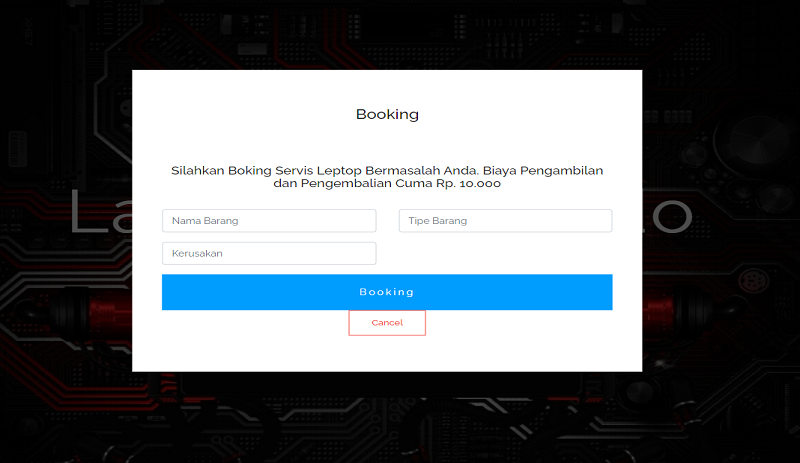 Booking
Silahkan Boking Servis Leptop Bermasalah Anda. Biaya Pengambilan
dan Pengembalian Cuma Rp. 10.000
Nama Barang
Tipe Barang
Kerusakan
Booking
Cancel